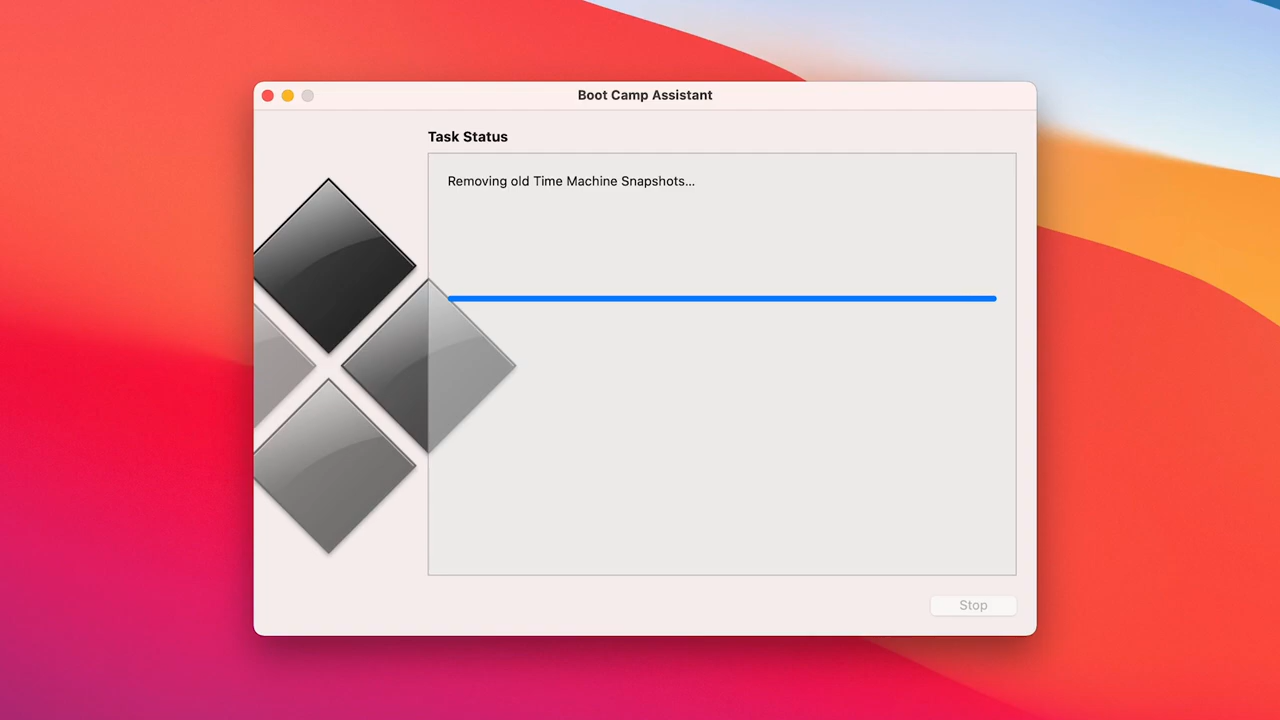 Boot Camp Assistant
Task Status
Removing old Time Machine Snapshots...
Stop